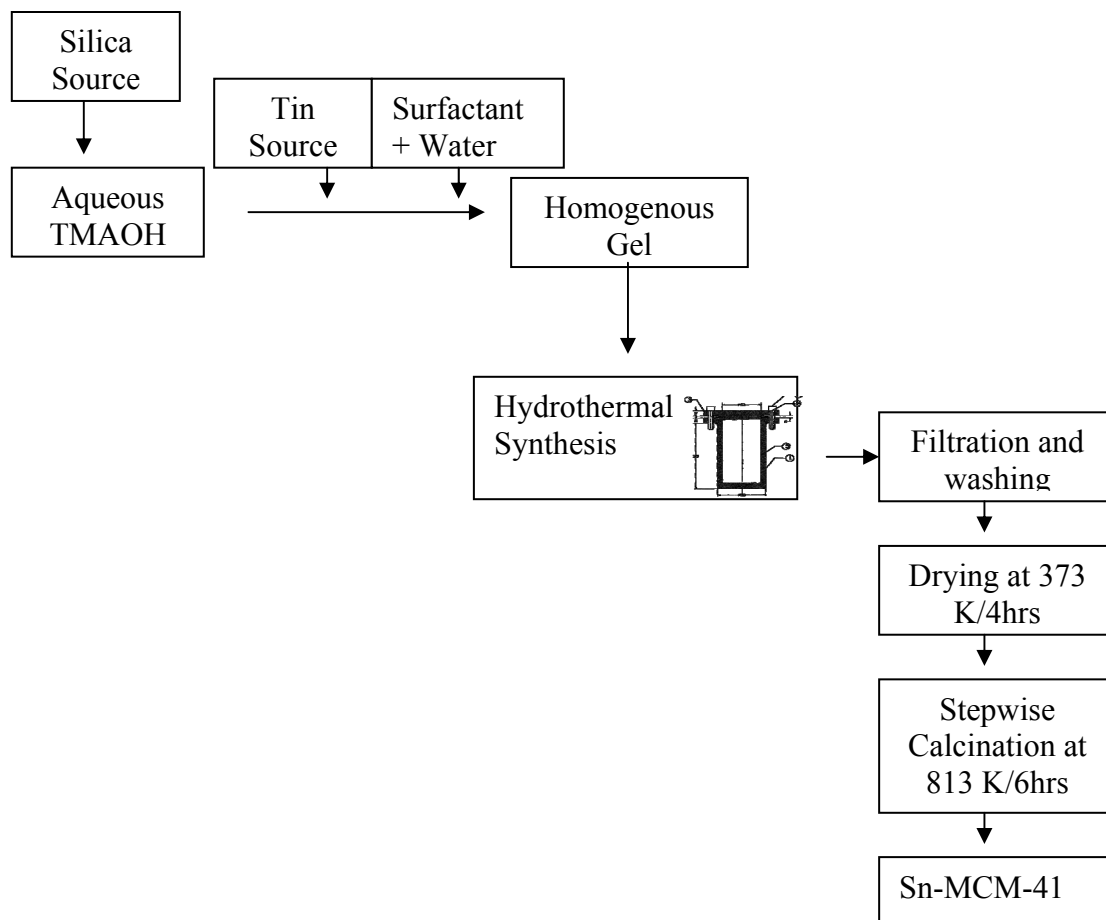 Silica
Source
Tin
Source
Surfactant
+ Water
Aqueous
TMAOH
Homogenous
Gel
Hydrothermal
Synthesis
Filtration and
washing
Drying at 373
K/4hrs
Stepwise
Calcination at
813 K/6hrs
Sn-MCM-41